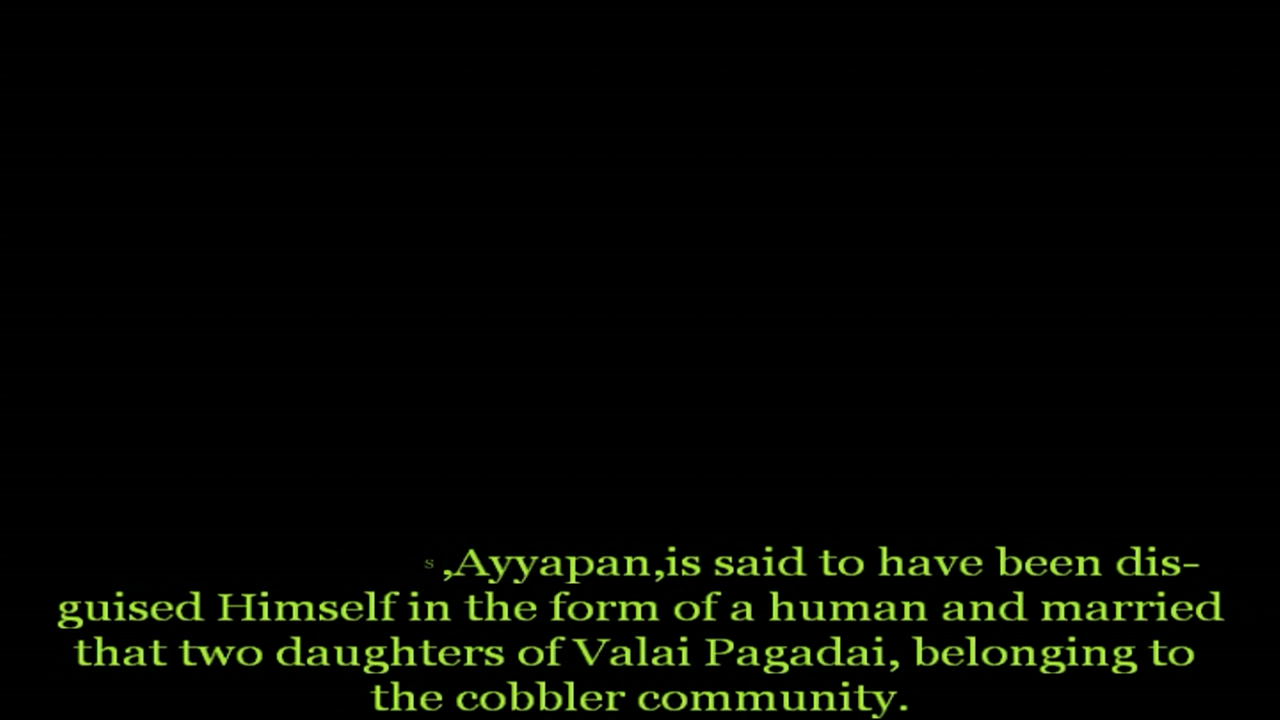 ,Ayyapan,is said to have been dis-
guised Himself in the form of a human and married
that two daughters of Valai Pagadai, belonging to
the cobbler community.